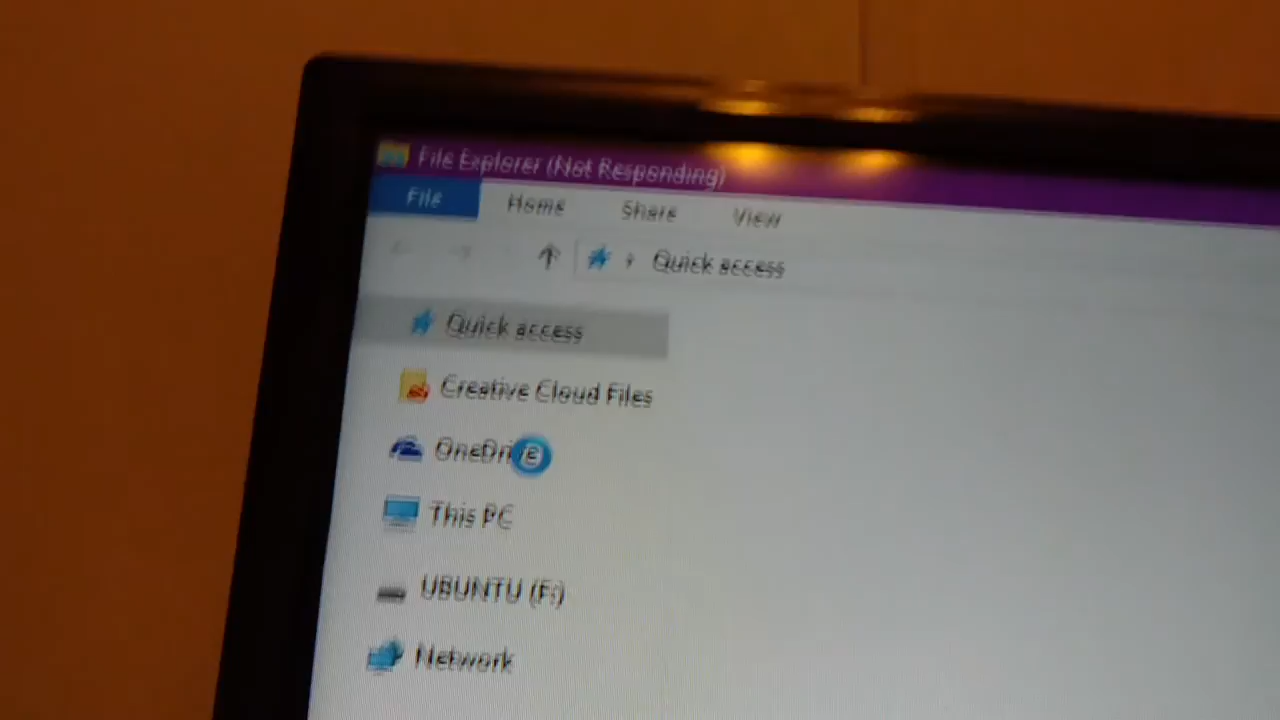 File Explorer (Not Responding)
File Home Share View
Quick access
Quick access
Creative Cloud Files
OneDrive
This PC
UBUNTU (F:)
Network